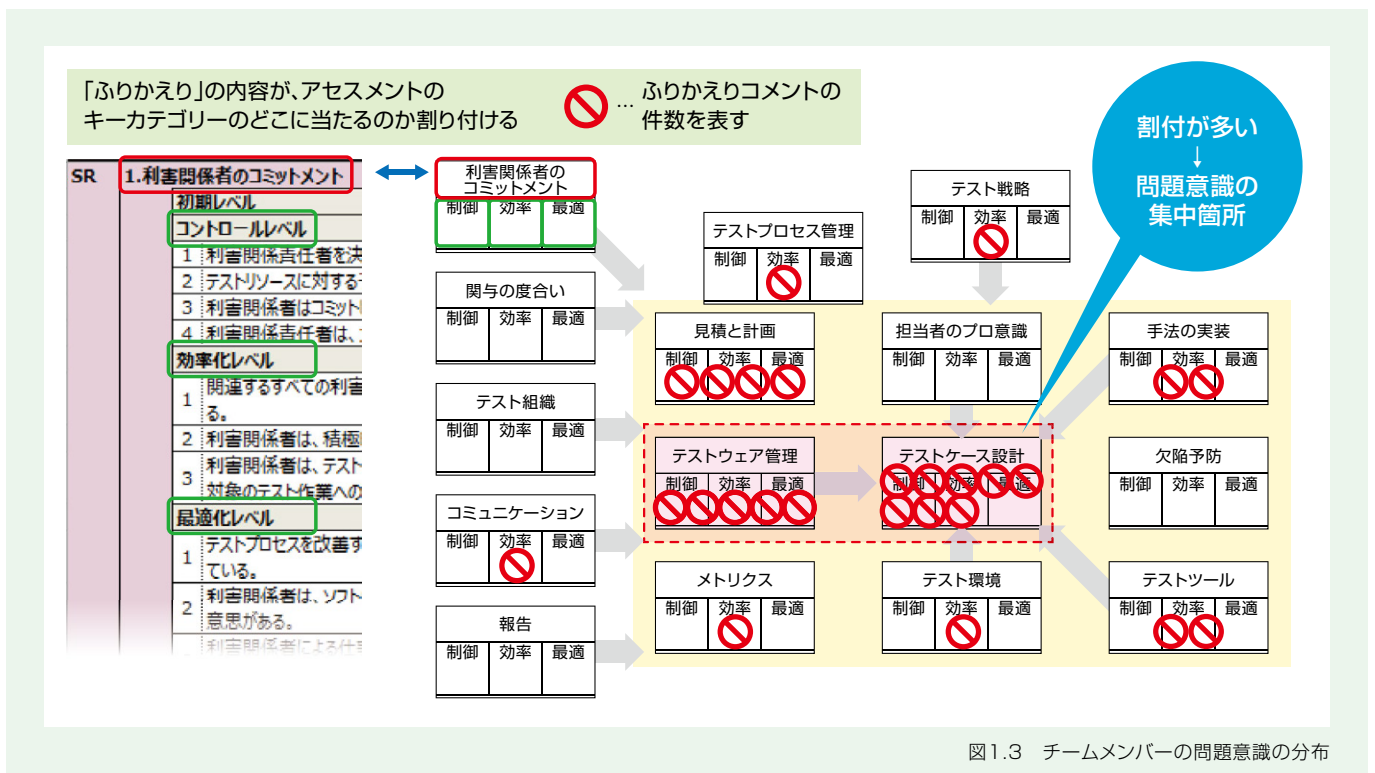 「ふりかえり」の内容が、アセスメントの
キーカテゴリーのどこに当たるのか割り付ける
… ふりかえりコメントの
件数を表す
割付が多い
↓
問題意識の
集中箇所
SR
1.利害関係者のコミットメント
初期レベル
コントロールレベル
1 利害関係責任者を決
2 テストリソースに対する
3 利害関係者はコミット
4 利害関係責任者は、
効率化レベル
1 関連するすべての利害
る。
2 利害関係者は、積極
3 利害関係者は、テスト
対象のテスト作業への
最適化レベル
1 テストプロセスを改善す
ている。
2 利害関係者は、ソフト
意思がある。
利害関係者による仕
利害関係者の
コミットメント
制御 効率 最適
関与の度合い
制御 効率 最適
テスト組織
制御 効率 最適
コミュニケーション
制御 効率 最適
報告
制御 効率 最適
テストプロセス管理
制御 効率 最適
テスト戦略
制御 効率 最適
見積と計画
制御 効率 最適
担当者のプロ意識
制御 効率 最適
手法の実装
制御 効率 最適
テストウェア管理
制御 効率 最適
テストケース設計
制御 効率 最適
欠陥予防
制御 効率 最適
メトリクス
制御 効率 最適
テスト環境
制御 効率 最適
テストツール
制御 効率 最適
図1.3 チームメンバーの問題意識の分布